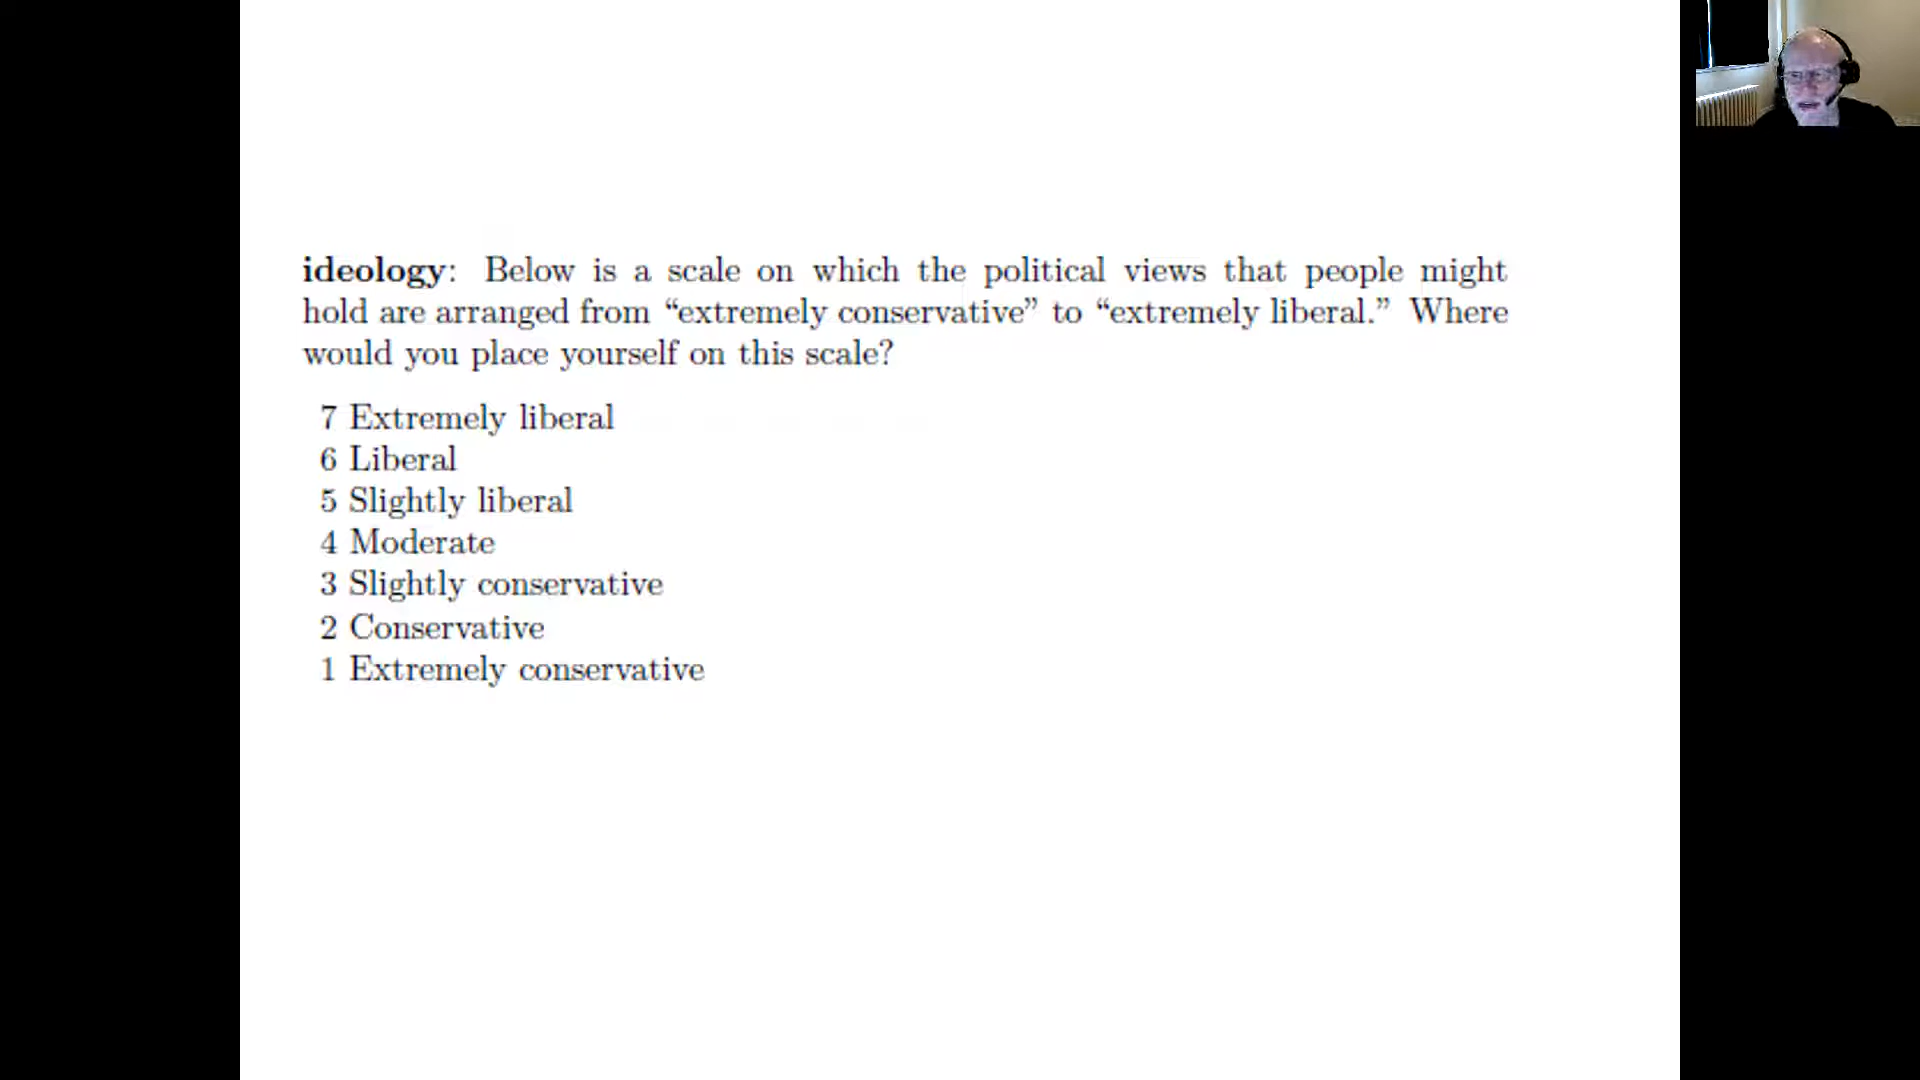 ideology: Below is a scale on which the political views that people might
hold are arranged from “extremely conservative” to “extremely liberal.” Where
would you place yourself on this scale?
7 Extremely liberal
6 Liberal
5 Slightly liberal
4 Moderate
3 Slightly conservative
2 Conservative
1 Extremely conservative